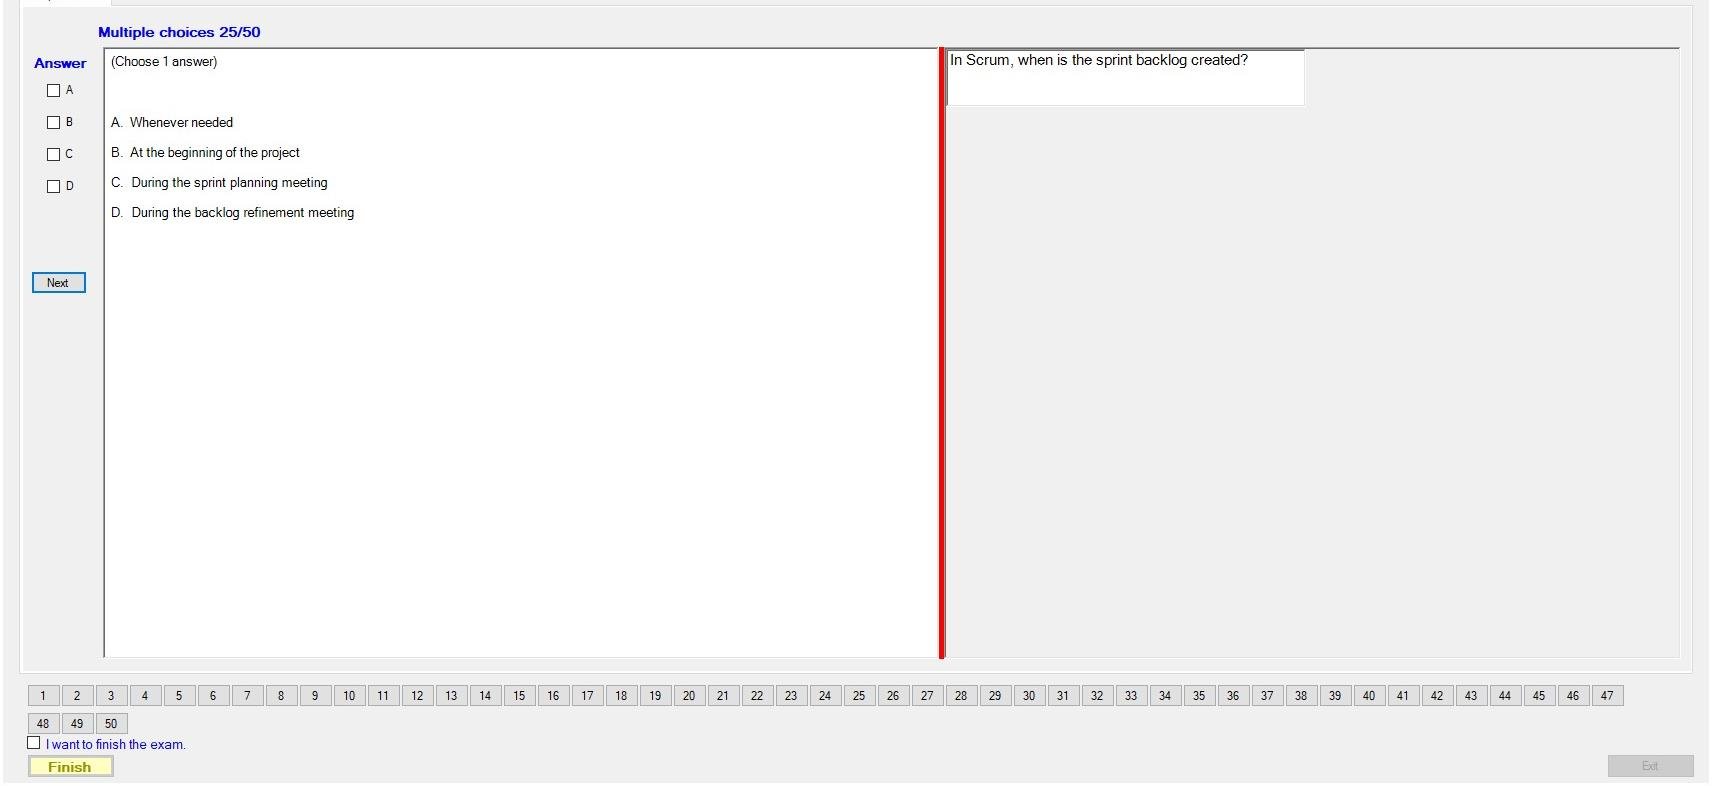 Multiple choices 25/50
Answer
(Choose 1 answer)
In Scrum, when is the sprint backlog created?
A
B
C
D
A. Whenever needed
B. At the beginning of the project
C. During the sprint planning meeting
D. During the backlog refinement meeting
Next
1 2 3 4 5 6 7 8 9 10 11 12 13 14 15 16 17 18 19 20 21 22 23 24 25 26 27 28 29 30 31 32 33 34 35 36 37 38 39 40 41 42 43 44 45 46 47
48 49 50
I want to finish the exam.
Finish
Exit